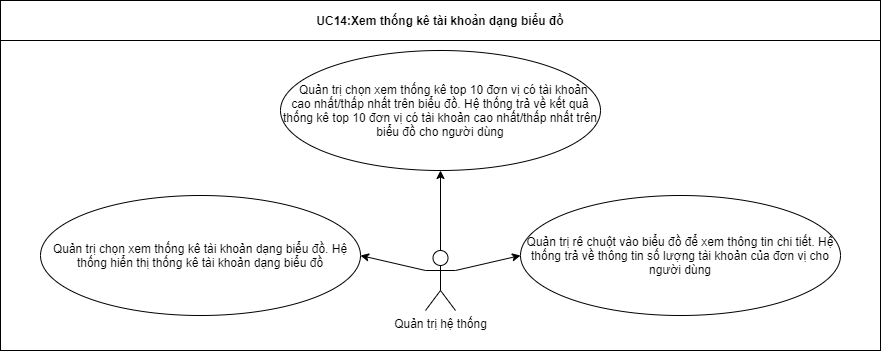 UC14:Xem thống kê tài khoản dạng biểu đồ
Quản trị chọn xem thống kê top 10 đơn vị có tài khoản
cao nhất/thấp nhất trên biểu đồ. Hệ thống trả về kết quả
thống kê top 10 đơn vị có tài khoản cao nhất/thấp nhất trên
biểu đồ cho người dùng
Quản trị chọn xem thống kê tài khoản dạng biểu đồ. Hệ
thống hiển thị thống kê tài khoản dạng biểu đồ
Quản trị rê chuột vào biểu đồ để xem thông tin chi tiết. Hệ
thống trả về thông tin số lượng tài khoản của đơn vị cho
người dùng
Quản trị hệ thống